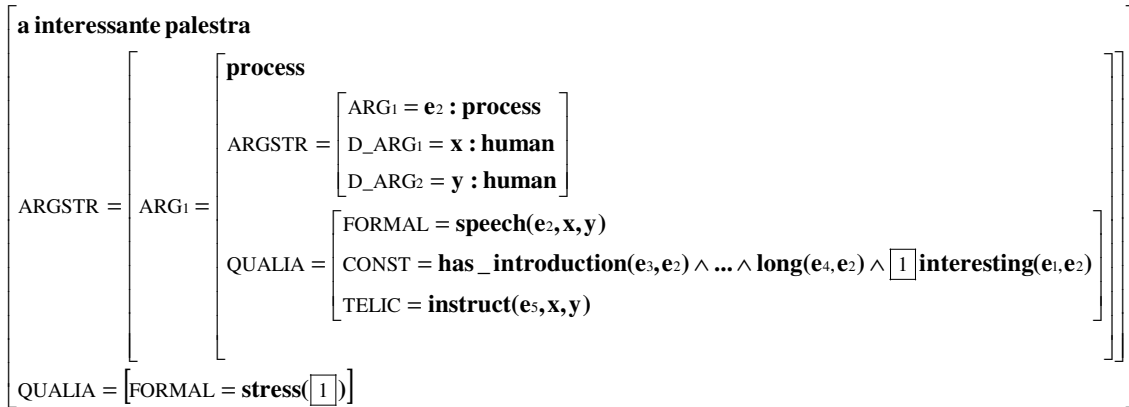 a interessante palestra
process
ARG1 = e2 : process
ARGSTR = D_ARG1 = x : human
D_ARG2 = y : human
ARGSTR = ARG1 =
FORMAL = speech(e2, x, y)
QUALIA = CONST = has_introduction(e3, e2) ∧ ... ∧ long(e4, e2) ∧ 1 interesting(e1, e2)
TELIC = instruct(e5, x, y)
QUALIA = [FORMAL = stress( 1 )]